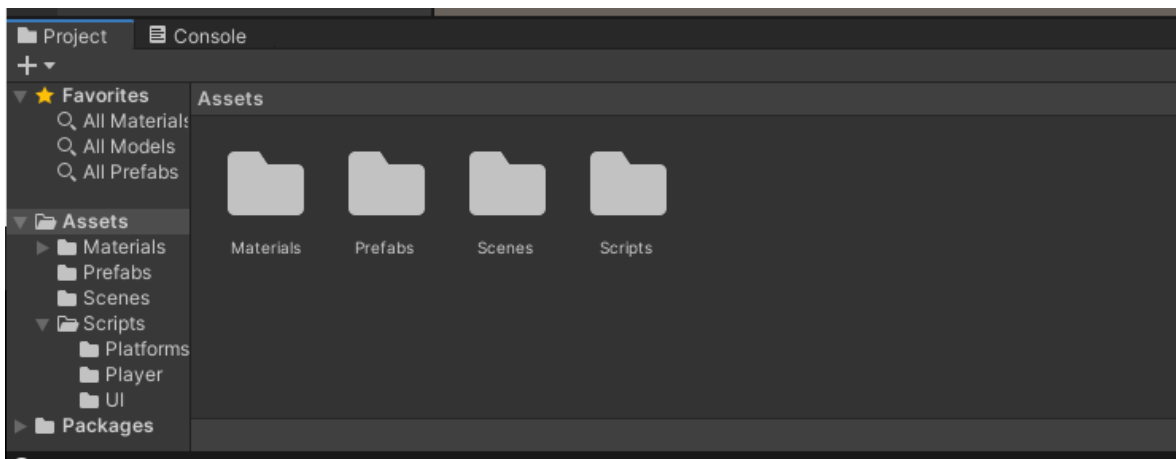 Project Console
Favorites
All Materials
All Models
All Prefabs
Assets
Materials
Prefabs
Scenes
Scripts
Platforms
Player
UI
Packages
Assets
Materials Prefabs Scenes Scripts